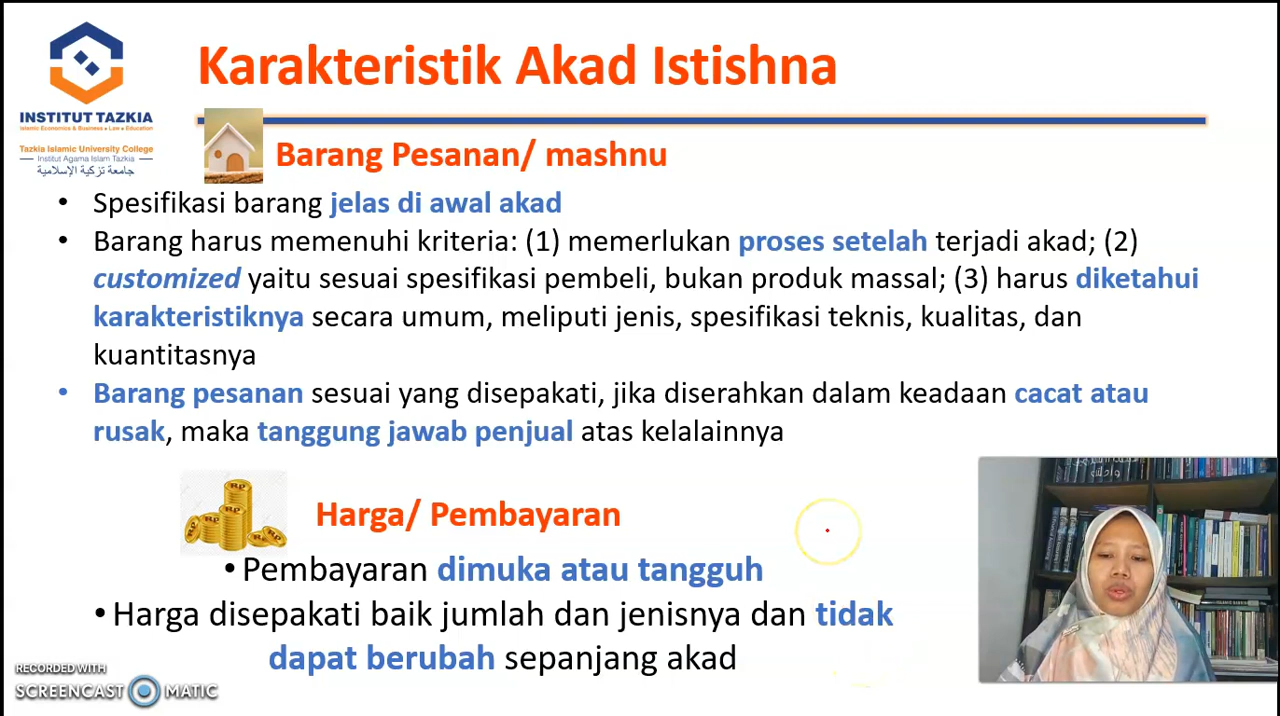 Karakteristik Akad Istishna
INSTITUT TAZKIA
Islamic Economics & Business • Law • Education
Tazkia Islamic University College
Institut Agama Islam Tazkia
جامعة تزكية الإسلامية
Barang Pesanan/ mashnu
• Spesifikasi barang jelas di awal akad
• Barang harus memenuhi kriteria: (1) memerlukan proses setelah terjadi akad; (2)
customized yaitu sesuai spesifikasi pembeli, bukan produk massal; (3) harus diketahui
karakteristiknya secara umum, meliputi jenis, spesifikasi teknis, kualitas, dan
kuantitasnya
• Barang pesanan sesuai yang disepakati, jika diserahkan dalam keadaan cacat atau
rusak, maka tanggung jawab penjual atas kelalainnya
Harga/ Pembayaran
• Pembayaran dimuka atau tangguh
• Harga disepakati baik jumlah dan jenisnya dan tidak
dapat berubah sepanjang akad
RECORDED WITH
SCREENCAST MATIC